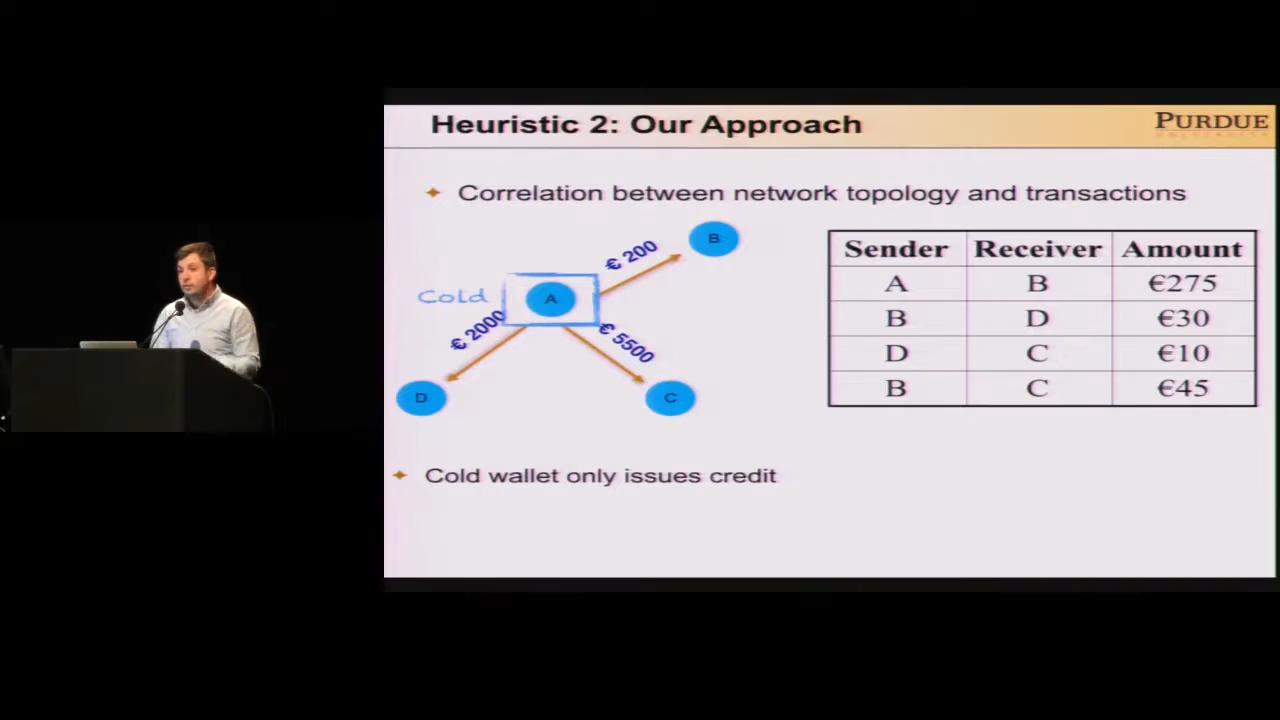 Heuristic 2: Our Approach
PURDUE
UNIVERSITY
Correlation between network topology and transactions
B
€ 200
Cold
A
€ 2000
€ 5500
D
C
Sender Receiver Amount
A B €275
B D €30
D C €10
B C €45
Cold wallet only issues credit